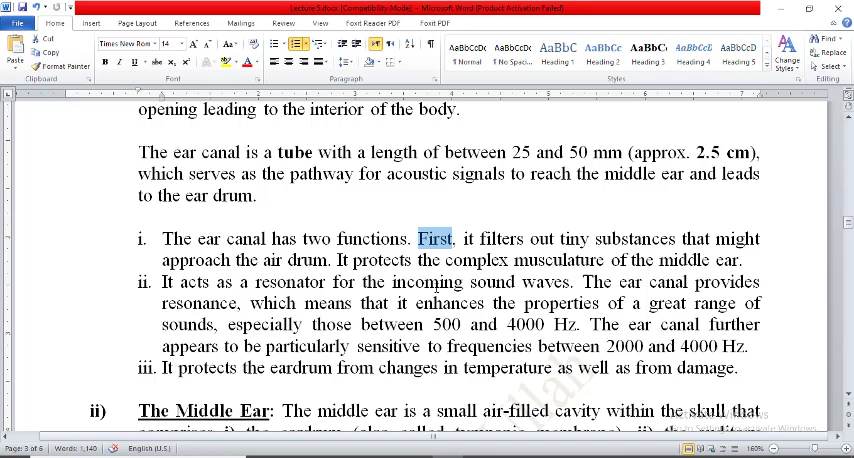 Lecture 5.docx [Compatibility Mode] - Microsoft Word (Product Activation Failed)
File Home Insert Page Layout References Mailings Review View Foxit Reader PDF Foxit PDF
Cut
Copy
Format Painter
Paste
Clipboard
Times New Rom 14
Font
Paragraph
AaBbCcDc AaBbCcDc AaBbC AaBbCc AaBbC AaBbCcL AaBbCcD
¶ Normal ¶ No Spaci... Heading 1 Heading 2 Heading 3 Heading 4 Heading 5
Styles
Change
Styles
Find
Replace
Select
Editing
opening leading to the interior of the body.
The ear canal is a tube with a length of between 25 and 50 mm (approx. 2.5 cm),
which serves as the pathway for acoustic signals to reach the middle ear and leads
to the ear drum.
i. The ear canal has two functions. First, it filters out tiny substances that might
approach the air drum. It protects the complex musculature of the middle ear.
ii. It acts as a resonator for the incoming sound waves. The ear canal provides
resonance, which means that it enhances the properties of a great range of
sounds, especially those between 500 and 4000 Hz. The ear canal further
appears to be particularly sensitive to frequencies between 2000 and 4000 Hz.
iii. It protects the eardrum from changes in temperature as well as from damage.
ii) The Middle Ear: The middle ear is a small air-filled cavity within the skull that
Activate Windows
Page: 3 of 6 Words: 1,140 English (U.S.) 160%